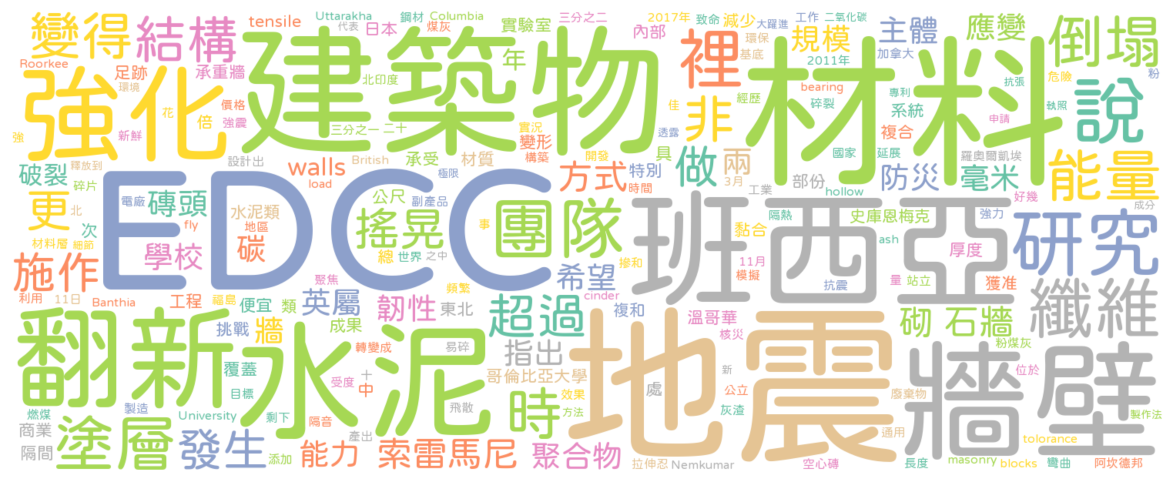 Uttarakha
代表
鋼材
煤灰
Columbia
實驗室
三分之二
2017年
致命
大躍進
工作
二氧化碳
變得
結構
tensile
日本
建築物
年
內部
裡
環保
基底
減少
規模
主體
加拿大
應變
倒塌
Roorkee
足跡
環境
承重牆
北印度
材料
非
2011年
抗張
危險
粉
說
強化
花
價格
倍
佳
經歷
bearing
碎裂
專利
系統
執照
申請
強
新鮮
強震
三分之一
二十
實況
構築
變形
透露
複合
破裂
釋放到
碎片
設計出
walls
load
British
承受
極限
材質
開發
方式
特別
時間
具
做
兩
3月
國家
延展
羅奧爾凱埃
能量
部份
工業
防災
hollow
毫米
好幾
成分
更
電廠
北
磚頭
fly
水泥類
地區
EDCC
公尺
副產品
搖晃
事
團隊
班西亞
隔熱
黏合
史庫恩梅克
強力
ash
厚度
研究
次
材料層
細節
學校
碳
總
世界
之中
希望
摻和
11月
模擬
抗震
量
站立
獲准
施作
利用
11日
Banthia
工程
福島
便宜
類
聚焦
英屬
韌性
東北
頻繁
超過
cinder
複和
溫哥華
核災
砌
石牆
粉煤灰
纖維
翻新
水泥
挑戰
牆
成果
轉變成
易碎
指出
地震
牆壁
覆蓋
目標
受度
十
中
哥倫比亞大學
處
新
公立
廢棄物
位於
燃煤
製造
University
剩下
隔音
飛散
時
效果
方法
灰渣
通用
製作法
商業
隔間
塗層
發生
添加
能力
產出
索雷馬尼
聚合物
拉伸忍
Nemkumar
空心磚
長度
masonry
blocks
tolorance
彎曲
阿坎德邦